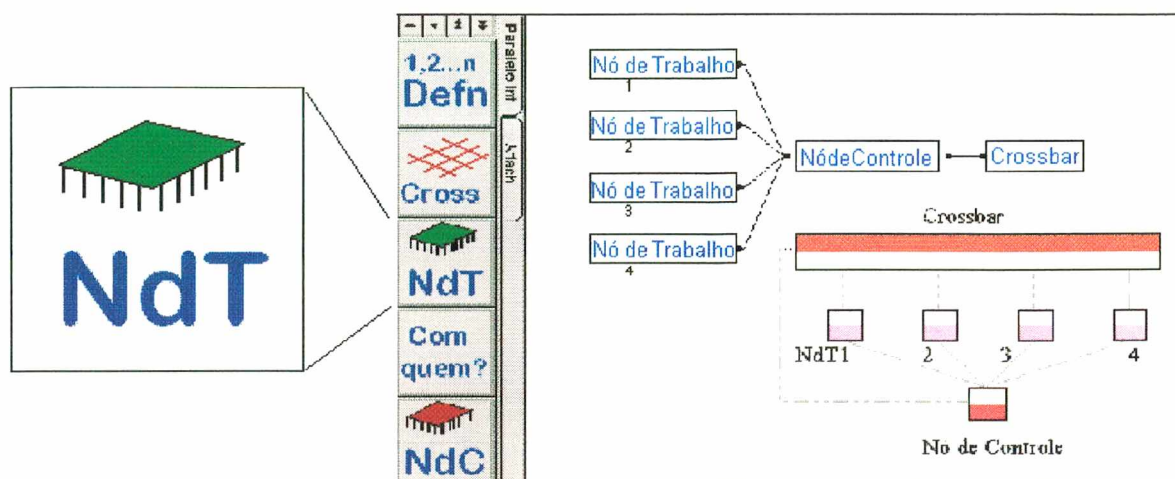 NdT
1,2...n
Defn
Cross
NdT
Com
quem?
NdC
Paralelo Int
Nó de Trabalho
1
Nó de Trabalho
2
Nó de Trabalho
3
Nó de Trabalho
4
NódeControle
Crossbar
Crossbar
NdT1
2
3
4
Nó de Controle